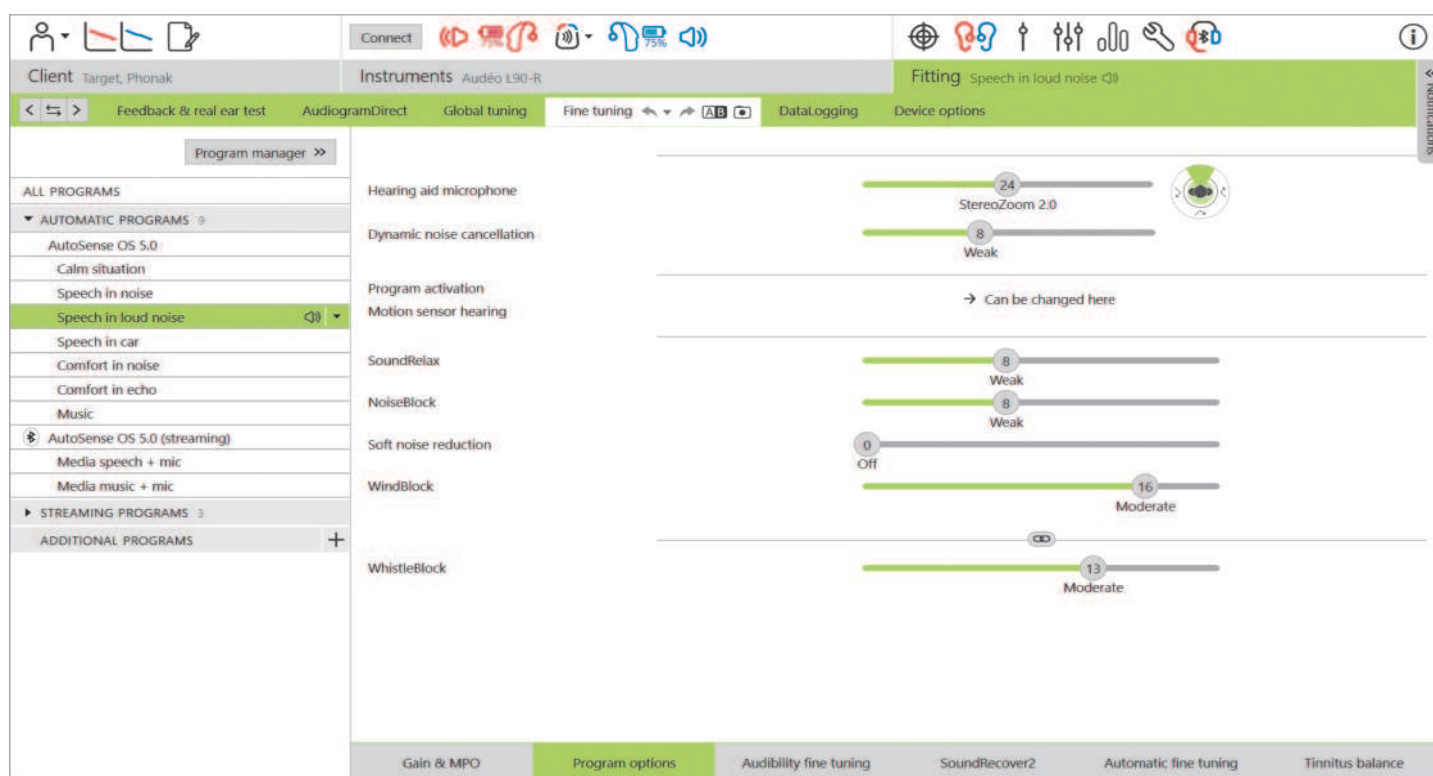 Connect
75%
Client Target, Phonak
Instruments Audéo L90-R
Fitting Speech in loud noise
Notifications
Feedback & real ear test
AudiogramDirect
Global tuning
Fine tuning
AB
DataLogging
Device options
Program manager >>
ALL PROGRAMS
AUTOMATIC PROGRAMS 9
AutoSense OS 5.0
Calm situation
Speech in noise
Speech in loud noise
Speech in car
Comfort in noise
Comfort in echo
Music
AutoSense OS 5.0 (streaming)
Media speech + mic
Media music + mic
STREAMING PROGRAMS 3
ADDITIONAL PROGRAMS +
Hearing aid microphone
24
StereoZoom 2.0
Dynamic noise cancellation
8
Weak
Program activation
Motion sensor hearing
→ Can be changed here
SoundRelax
8
Weak
NoiseBlock
8
Weak
Soft noise reduction
0
Off
WindBlock
16
Moderate
WhistleBlock
13
Moderate
Gain & MPO
Program options
Audibility fine tuning
SoundRecover2
Automatic fine tuning
Tinnitus balance